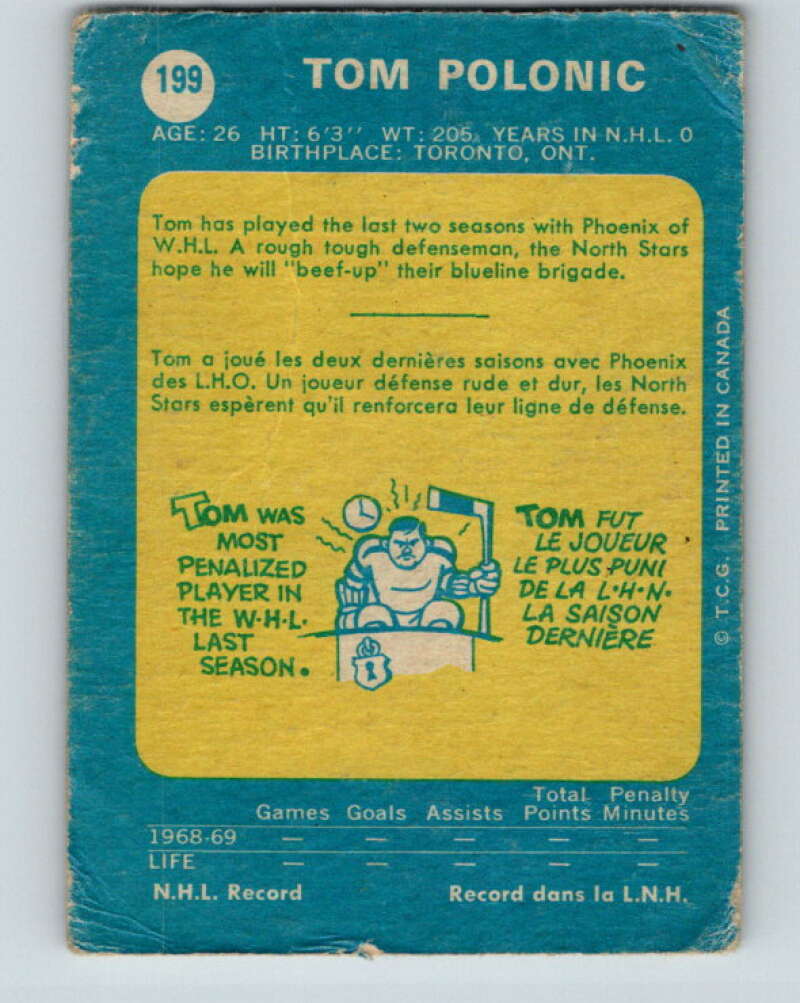 199
TOM POLONIC
AGE: 26 HT: 6'3'' WT: 205. YEARS IN N.H.L. 0
BIRTHPLACE: TORONTO, ONT.
Tom has played the last two seasons with Phoenix of
W.H.L. A rough tough defenseman, the North Stars
hope he will "beef-up" their blueline brigade.
Tom a joué les deux dernières saisons avec Phoenix
des L.H.O. Un joueur défense rude et dur, les North
Stars espèrent qu'il renforcera leur ligne de défense.
TOM WAS
MOST
PENALIZED
PLAYER IN
THE W.H.L.
LAST
SEASON.
TOM FUT
LE JOUEUR
LE PLUS PUNI
DE LA L.H.N.
LA SAISON
DERNIÈRE
© T.C.G. PRINTED IN CANADA
Total Penalty
Games Goals Assists Points Minutes
1968-69 — — — — —
LIFE — — — — —
N.H.L. Record Record dans la L.N.H.